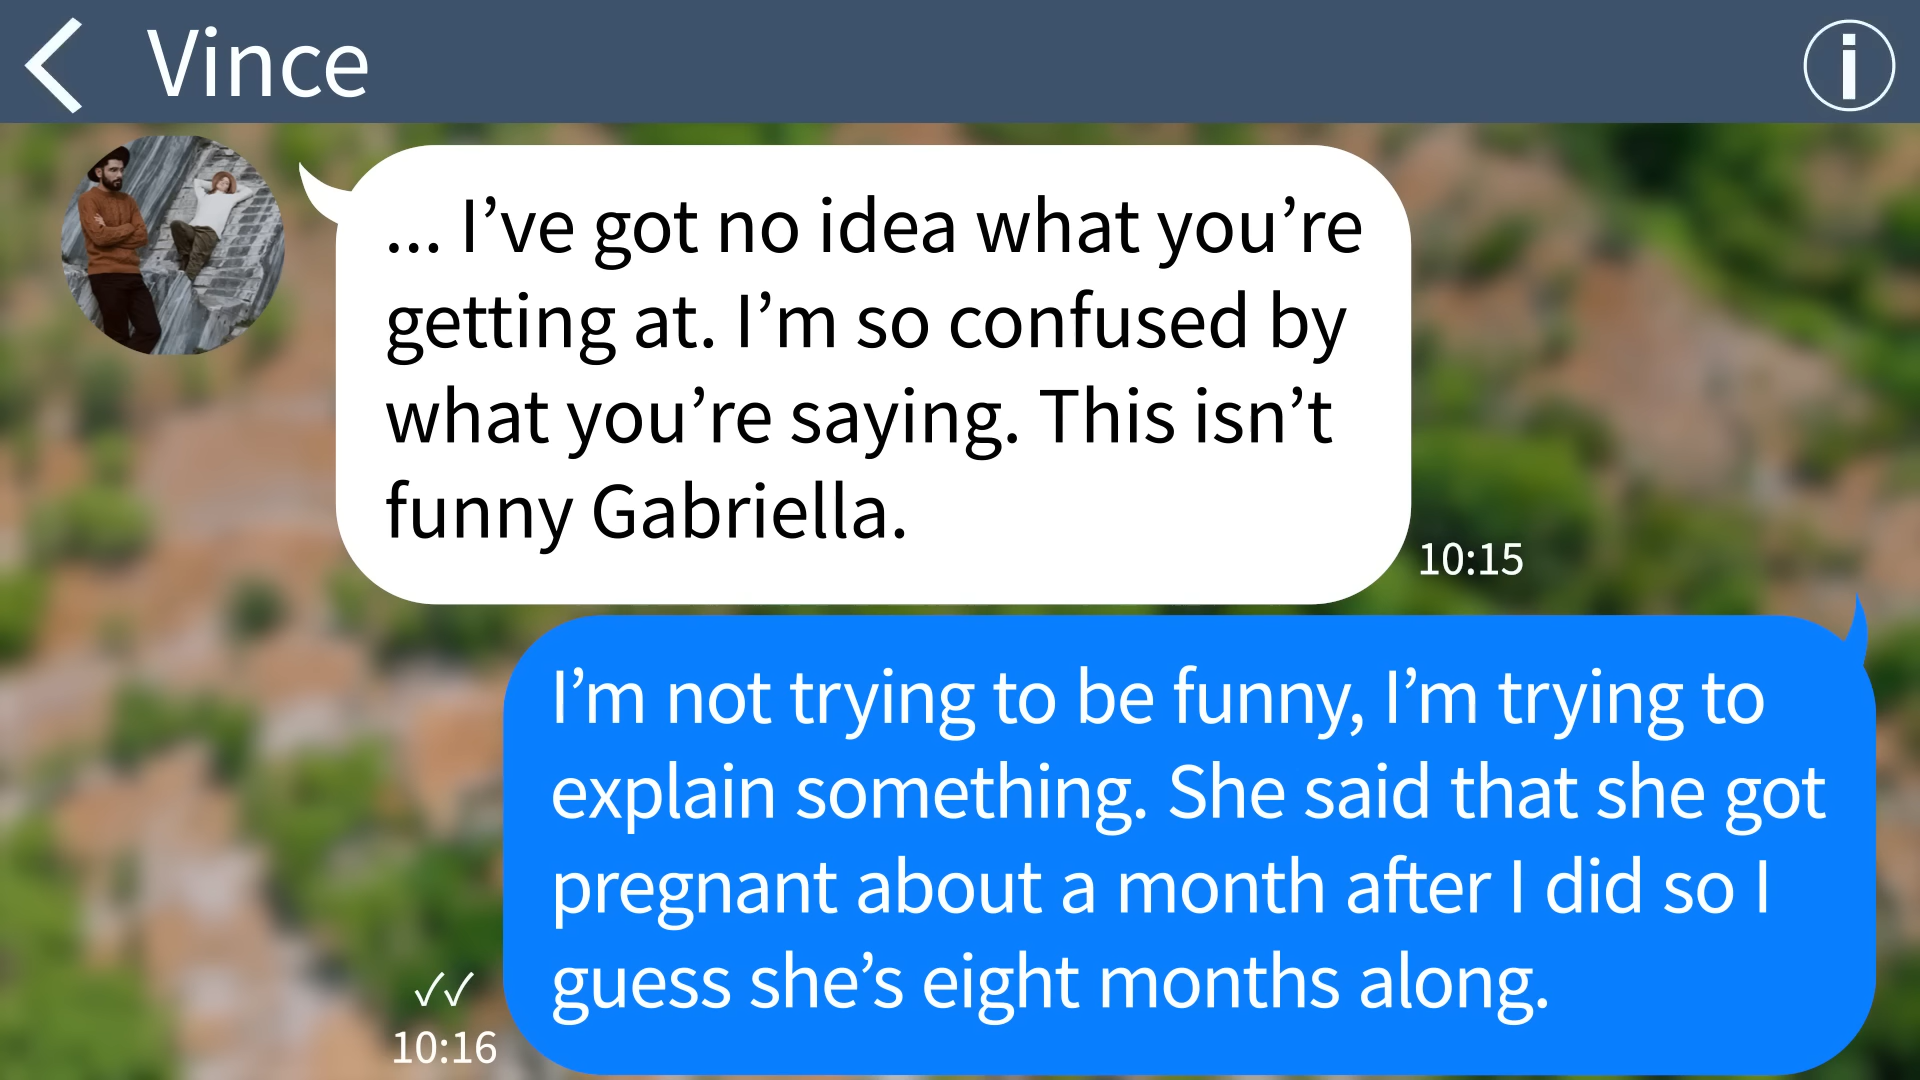 Vince
i
... I’ve got no idea what you’re
getting at. I’m so confused by
what you’re saying. This isn’t
funny Gabriella.
10:15
I’m not trying to be funny, I’m trying to
explain something. She said that she got
pregnant about a month after I did so I
guess she’s eight months along.
10:16